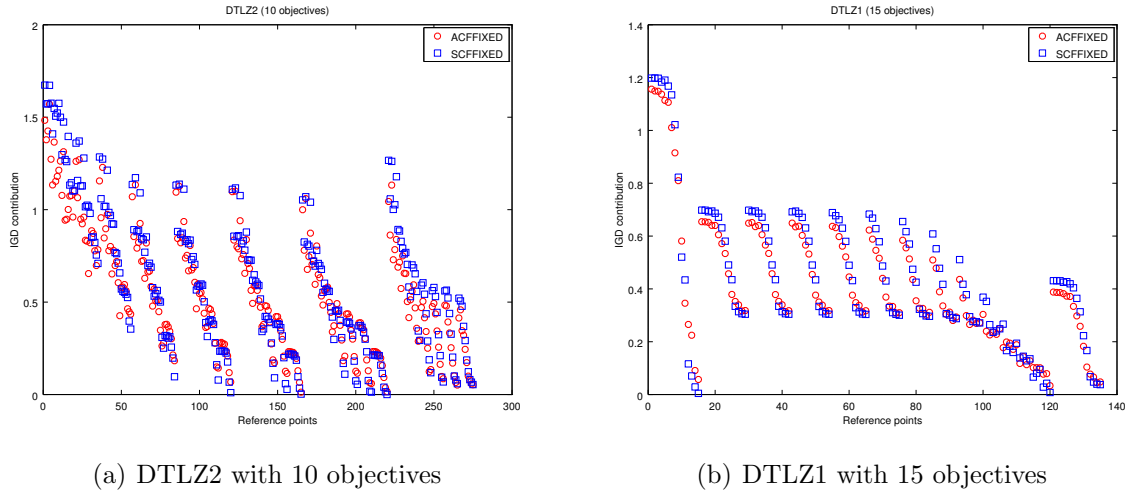 DTLZ2 (10 objectives)
2
1.5
1
0.5
0
IGD contribution
ACFFIXED
SCFFIXED
0 50 100 150 200 250 300
Reference points
(a) DTLZ2 with 10 objectives
DTLZ1 (15 objectives)
1.4
1.2
1
0.8
0.6
0.4
0.2
0
IGD contribution
ACFFIXED
SCFFIXED
0 20 40 60 80 100 120 140
Reference points
(b) DTLZ1 with 15 objectives